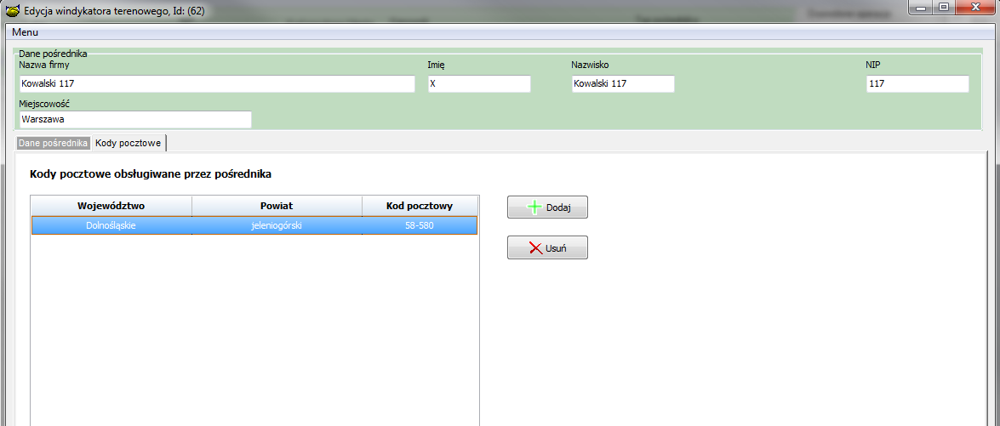 Edycja windykatora terenowego, Id: (62)
Menu
Dane pośrednika
Nazwa firmy Imię Nazwisko NIP
Kowalski 117 X Kowalski 117 117
Miejscowość
Warszawa
Dane pośrednika Kody pocztowe
Kody pocztowe obsługiwane przez pośrednika
Województwo Powiat Kod pocztowy
Dodaj
Dolnośląskie jeleniogórski 58-580
Usuń